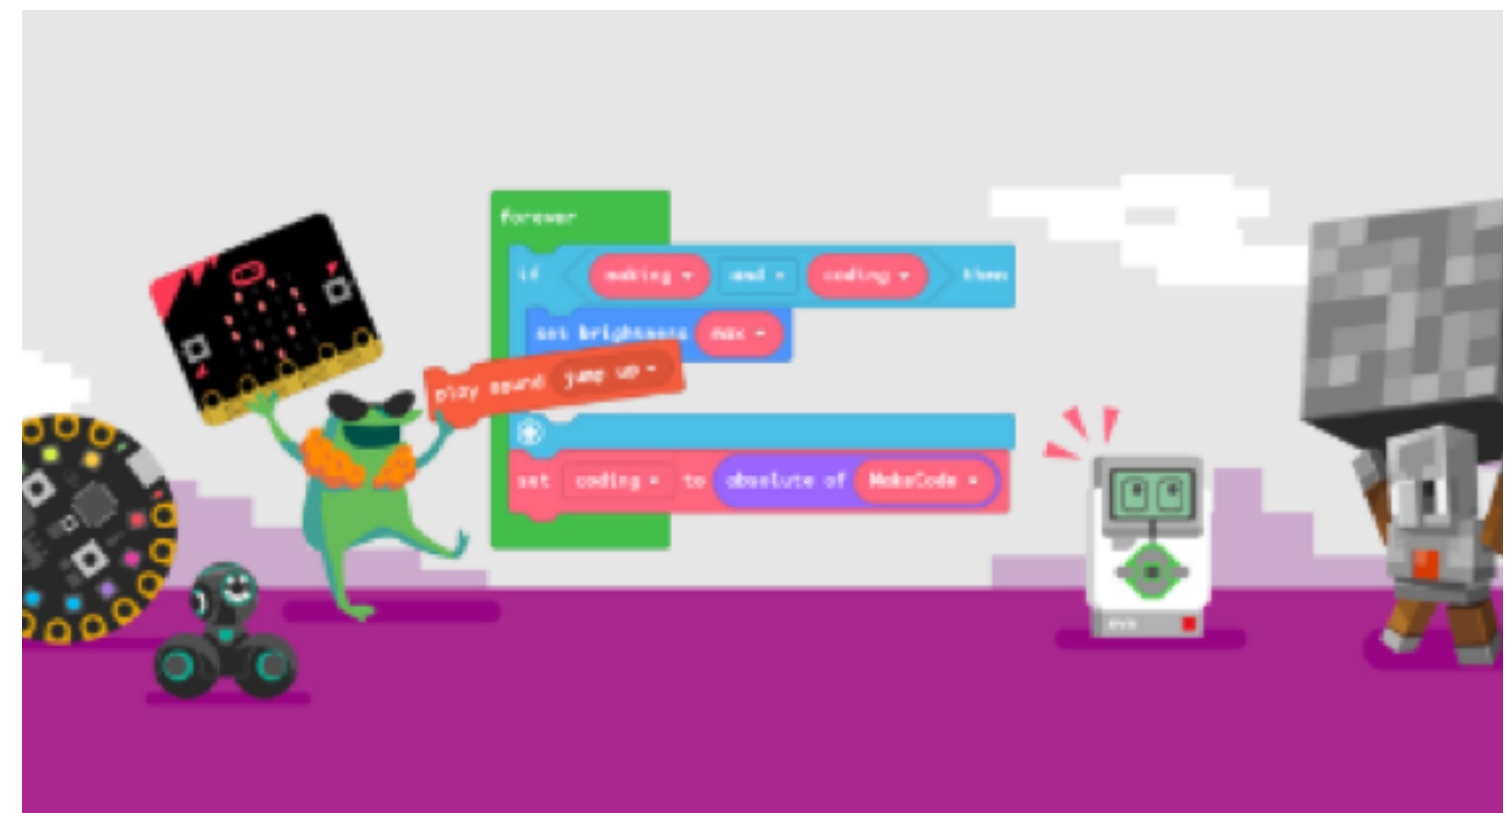 forever
if making and coding then
set brightness max
play sound jump up
set coding to absolute of MakeCode